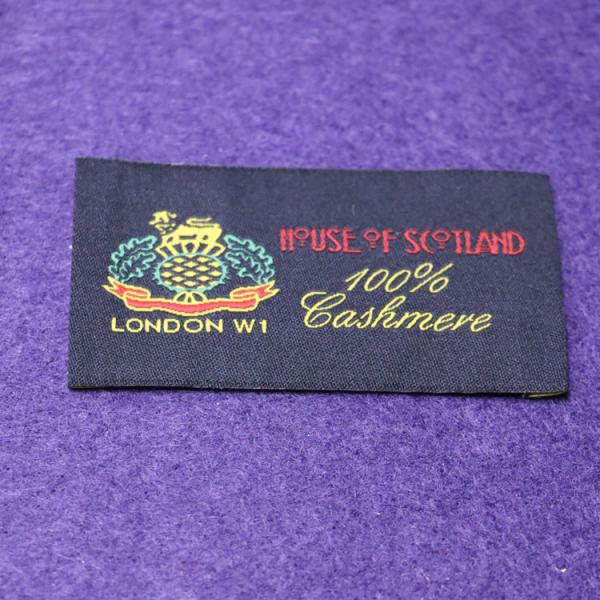 HOUSE OF SCOTLAND
100%
Cashmere
LONDON W1